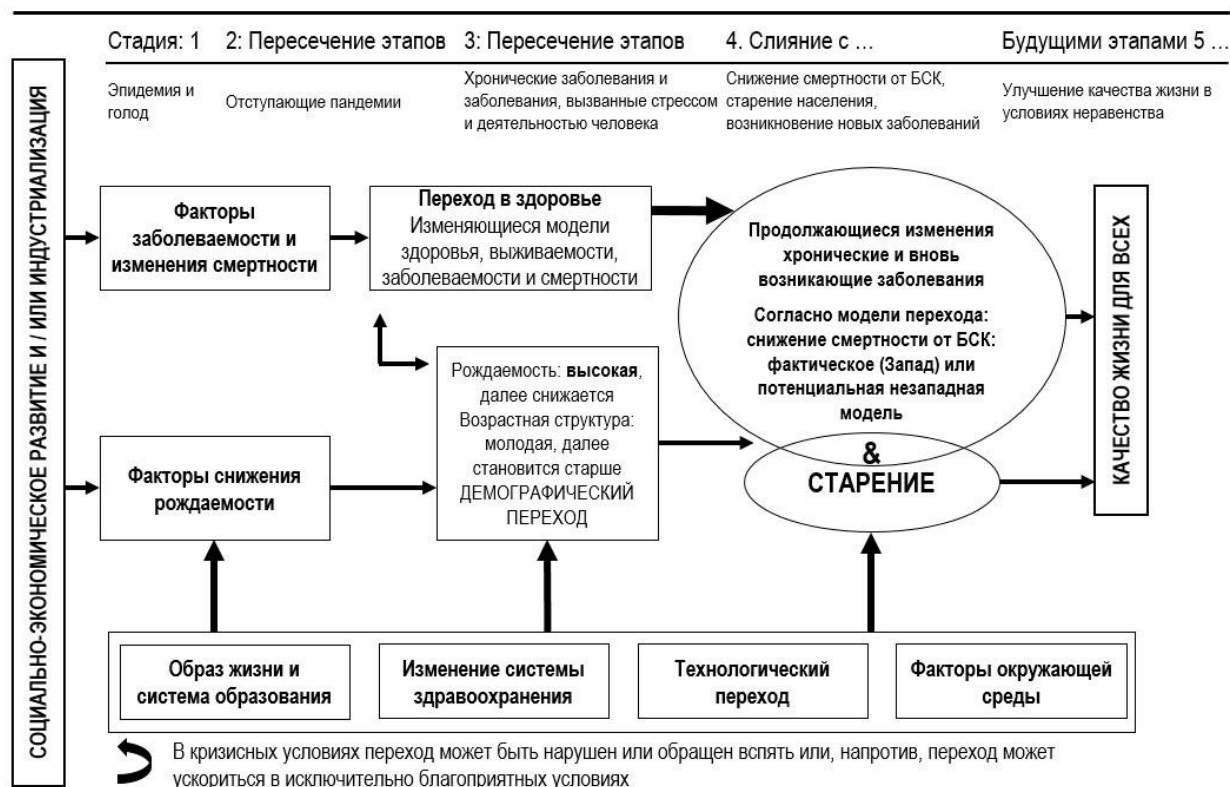 Стадия: 1
2: Пересечение этапов
3: Пересечение этапов
4. Слияние с ...
Будущими этапами 5 ...
Эпидемия и
голод
Отступающие пандемии
Хронические заболевания и
заболевания, вызванные стрессом
и деятельностью человека
Снижение смертности от БСК,
старение населения,
возникновение новых заболеваний
Улучшение качества жизни в
условиях неравенства
СОЦИАЛЬНО-ЭКОНОМИЧЕСКОЕ РАЗВИТИЕ И / ИЛИ ИНДУСТРИАЛИЗАЦИЯ
Факторы
заболеваемости и
изменения смертности
Переход в здоровье
Изменяющиеся модели
здоровья, выживаемости,
заболеваемости и смертности
Продолжающиеся изменения
хронические и вновь
возникающие заболевания
Согласно модели перехода:
снижение смертности от БСК:
фактическое (Запад) или
потенциальная незападная
модель
&
СТАРЕНИЕ
КАЧЕСТВО ЖИЗНИ ДЛЯ ВСЕХ
Факторы снижения
рождаемости
Рождаемость: высокая,
далее снижается
Возрастная структура:
молодая, далее
становится старше
ДЕМОГРАФИЧЕСКИЙ
ПЕРЕХОД
Образ жизни и
система образования
Изменение системы
здравоохранения
Технологический
переход
Факторы окружающей
среды
В кризисных условиях переход может быть нарушен или обращен вспять или, напротив, переход может
ускориться в исключительно благоприятных условиях